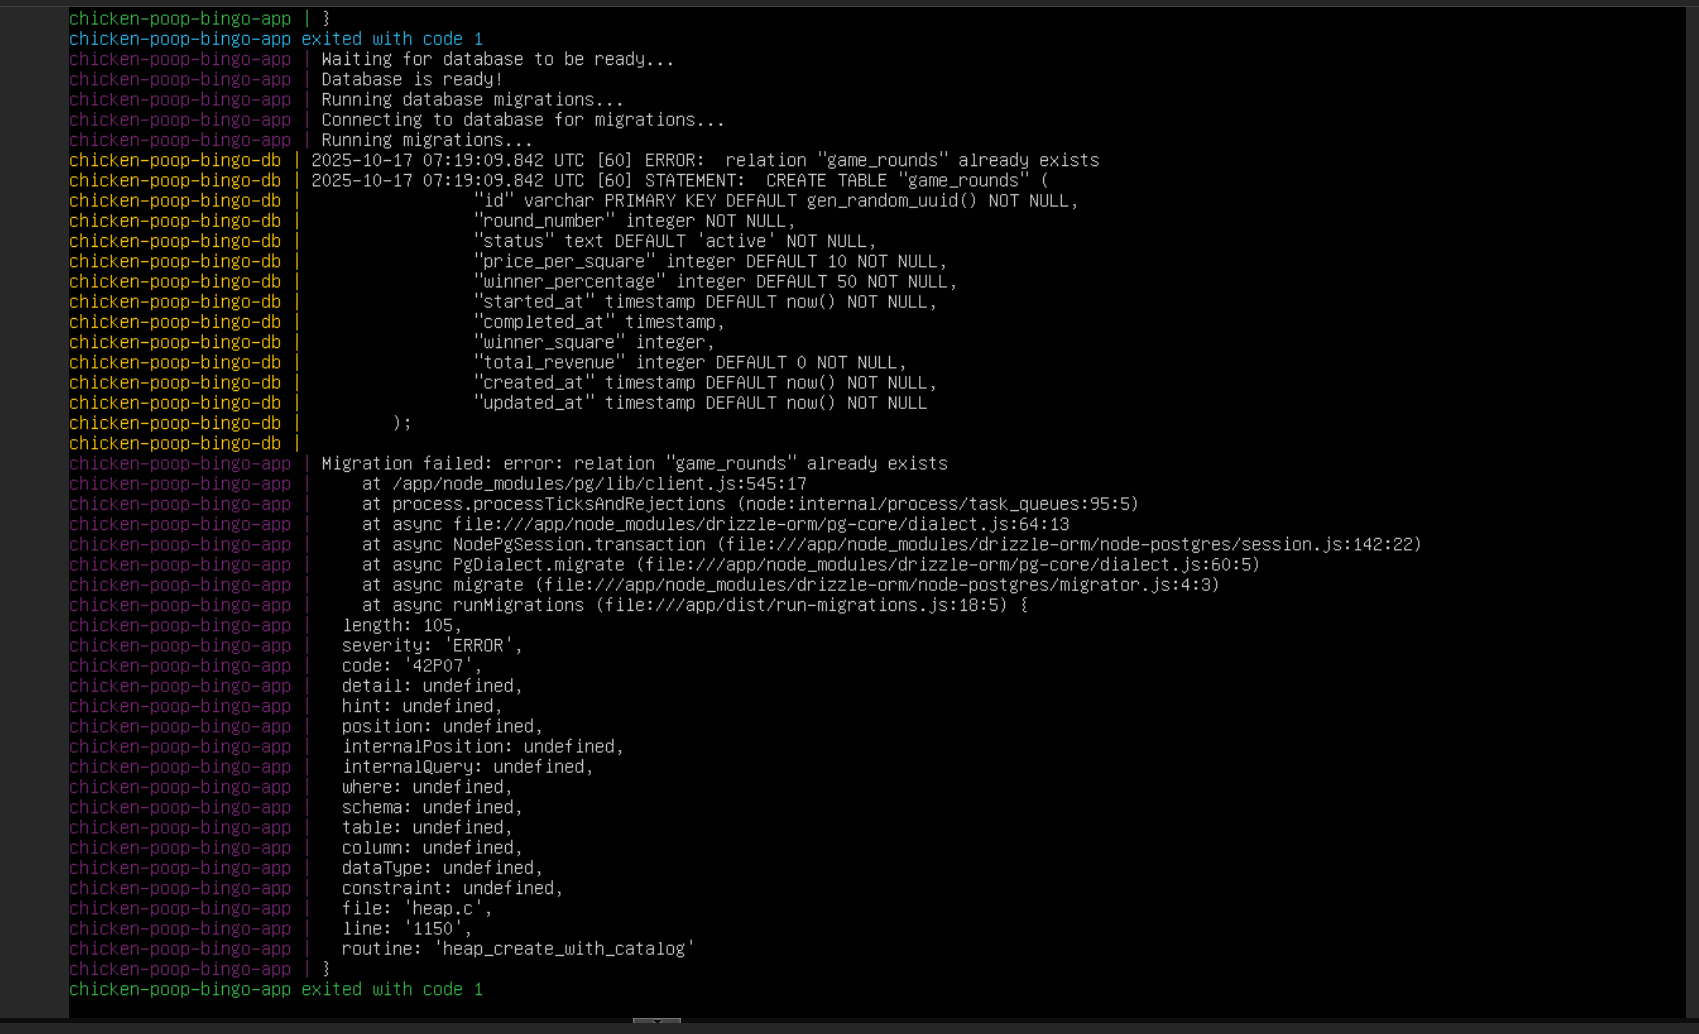 chicken-poop-bingo-app | }
chicken-poop-bingo-app exited with code 1
chicken-poop-bingo-app | Waiting for database to be ready...
chicken-poop-bingo-app | Database is ready!
chicken-poop-bingo-app | Running database migrations...
chicken-poop-bingo-app | Connecting to database for migrations...
chicken-poop-bingo-app | Running migrations...
chicken-poop-bingo-db | 2025-10-17 07:19:09.842 UTC [60] ERROR:  relation "game_rounds" already exists
chicken-poop-bingo-db | 2025-10-17 07:19:09.842 UTC [60] STATEMENT:  CREATE TABLE "game_rounds" (
chicken-poop-bingo-db |                 "id" varchar PRIMARY KEY DEFAULT gen_random_uuid() NOT NULL,
chicken-poop-bingo-db |                 "round_number" integer NOT NULL,
chicken-poop-bingo-db |                 "status" text DEFAULT 'active' NOT NULL,
chicken-poop-bingo-db |                 "price_per_square" integer DEFAULT 10 NOT NULL,
chicken-poop-bingo-db |                 "winner_percentage" integer DEFAULT 50 NOT NULL,
chicken-poop-bingo-db |                 "started_at" timestamp DEFAULT now() NOT NULL,
chicken-poop-bingo-db |                 "completed_at" timestamp,
chicken-poop-bingo-db |                 "winner_square" integer,
chicken-poop-bingo-db |                 "total_revenue" integer DEFAULT 0 NOT NULL,
chicken-poop-bingo-db |                 "created_at" timestamp DEFAULT now() NOT NULL,
chicken-poop-bingo-db |                 "updated_at" timestamp DEFAULT now() NOT NULL
chicken-poop-bingo-db |         );
chicken-poop-bingo-db |
chicken-poop-bingo-app | Migration failed: error: relation "game_rounds" already exists
chicken-poop-bingo-app |     at /app/node_modules/pg/lib/client.js:545:17
chicken-poop-bingo-app |     at process.processTicksAndRejections (node:internal/process/task_queues:95:5)
chicken-poop-bingo-app |     at async file:///app/node_modules/drizzle-orm/pg-core/dialect.js:64:13
chicken-poop-bingo-app |     at async NodePgSession.transaction (file:///app/node_modules/drizzle-orm/node-postgres/session.js:142:22)
chicken-poop-bingo-app |     at async PgDialect.migrate (file:///app/node_modules/drizzle-orm/pg-core/dialect.js:60:5)
chicken-poop-bingo-app |     at async migrate (file:///app/node_modules/drizzle-orm/node-postgres/migrator.js:4:3)
chicken-poop-bingo-app |     at async runMigrations (file:///app/dist/run-migrations.js:18:5) {
chicken-poop-bingo-app |   length: 105,
chicken-poop-bingo-app |   severity: 'ERROR',
chicken-poop-bingo-app |   code: '42P07',
chicken-poop-bingo-app |   detail: undefined,
chicken-poop-bingo-app |   hint: undefined,
chicken-poop-bingo-app |   position: undefined,
chicken-poop-bingo-app |   internalPosition: undefined,
chicken-poop-bingo-app |   internalQuery: undefined,
chicken-poop-bingo-app |   where: undefined,
chicken-poop-bingo-app |   schema: undefined,
chicken-poop-bingo-app |   table: undefined,
chicken-poop-bingo-app |   column: undefined,
chicken-poop-bingo-app |   dataType: undefined,
chicken-poop-bingo-app |   constraint: undefined,
chicken-poop-bingo-app |   file: 'heap.c',
chicken-poop-bingo-app |   line: '1150',
chicken-poop-bingo-app |   routine: 'heap_create_with_catalog'
chicken-poop-bingo-app | }
chicken-poop-bingo-app exited with code 1